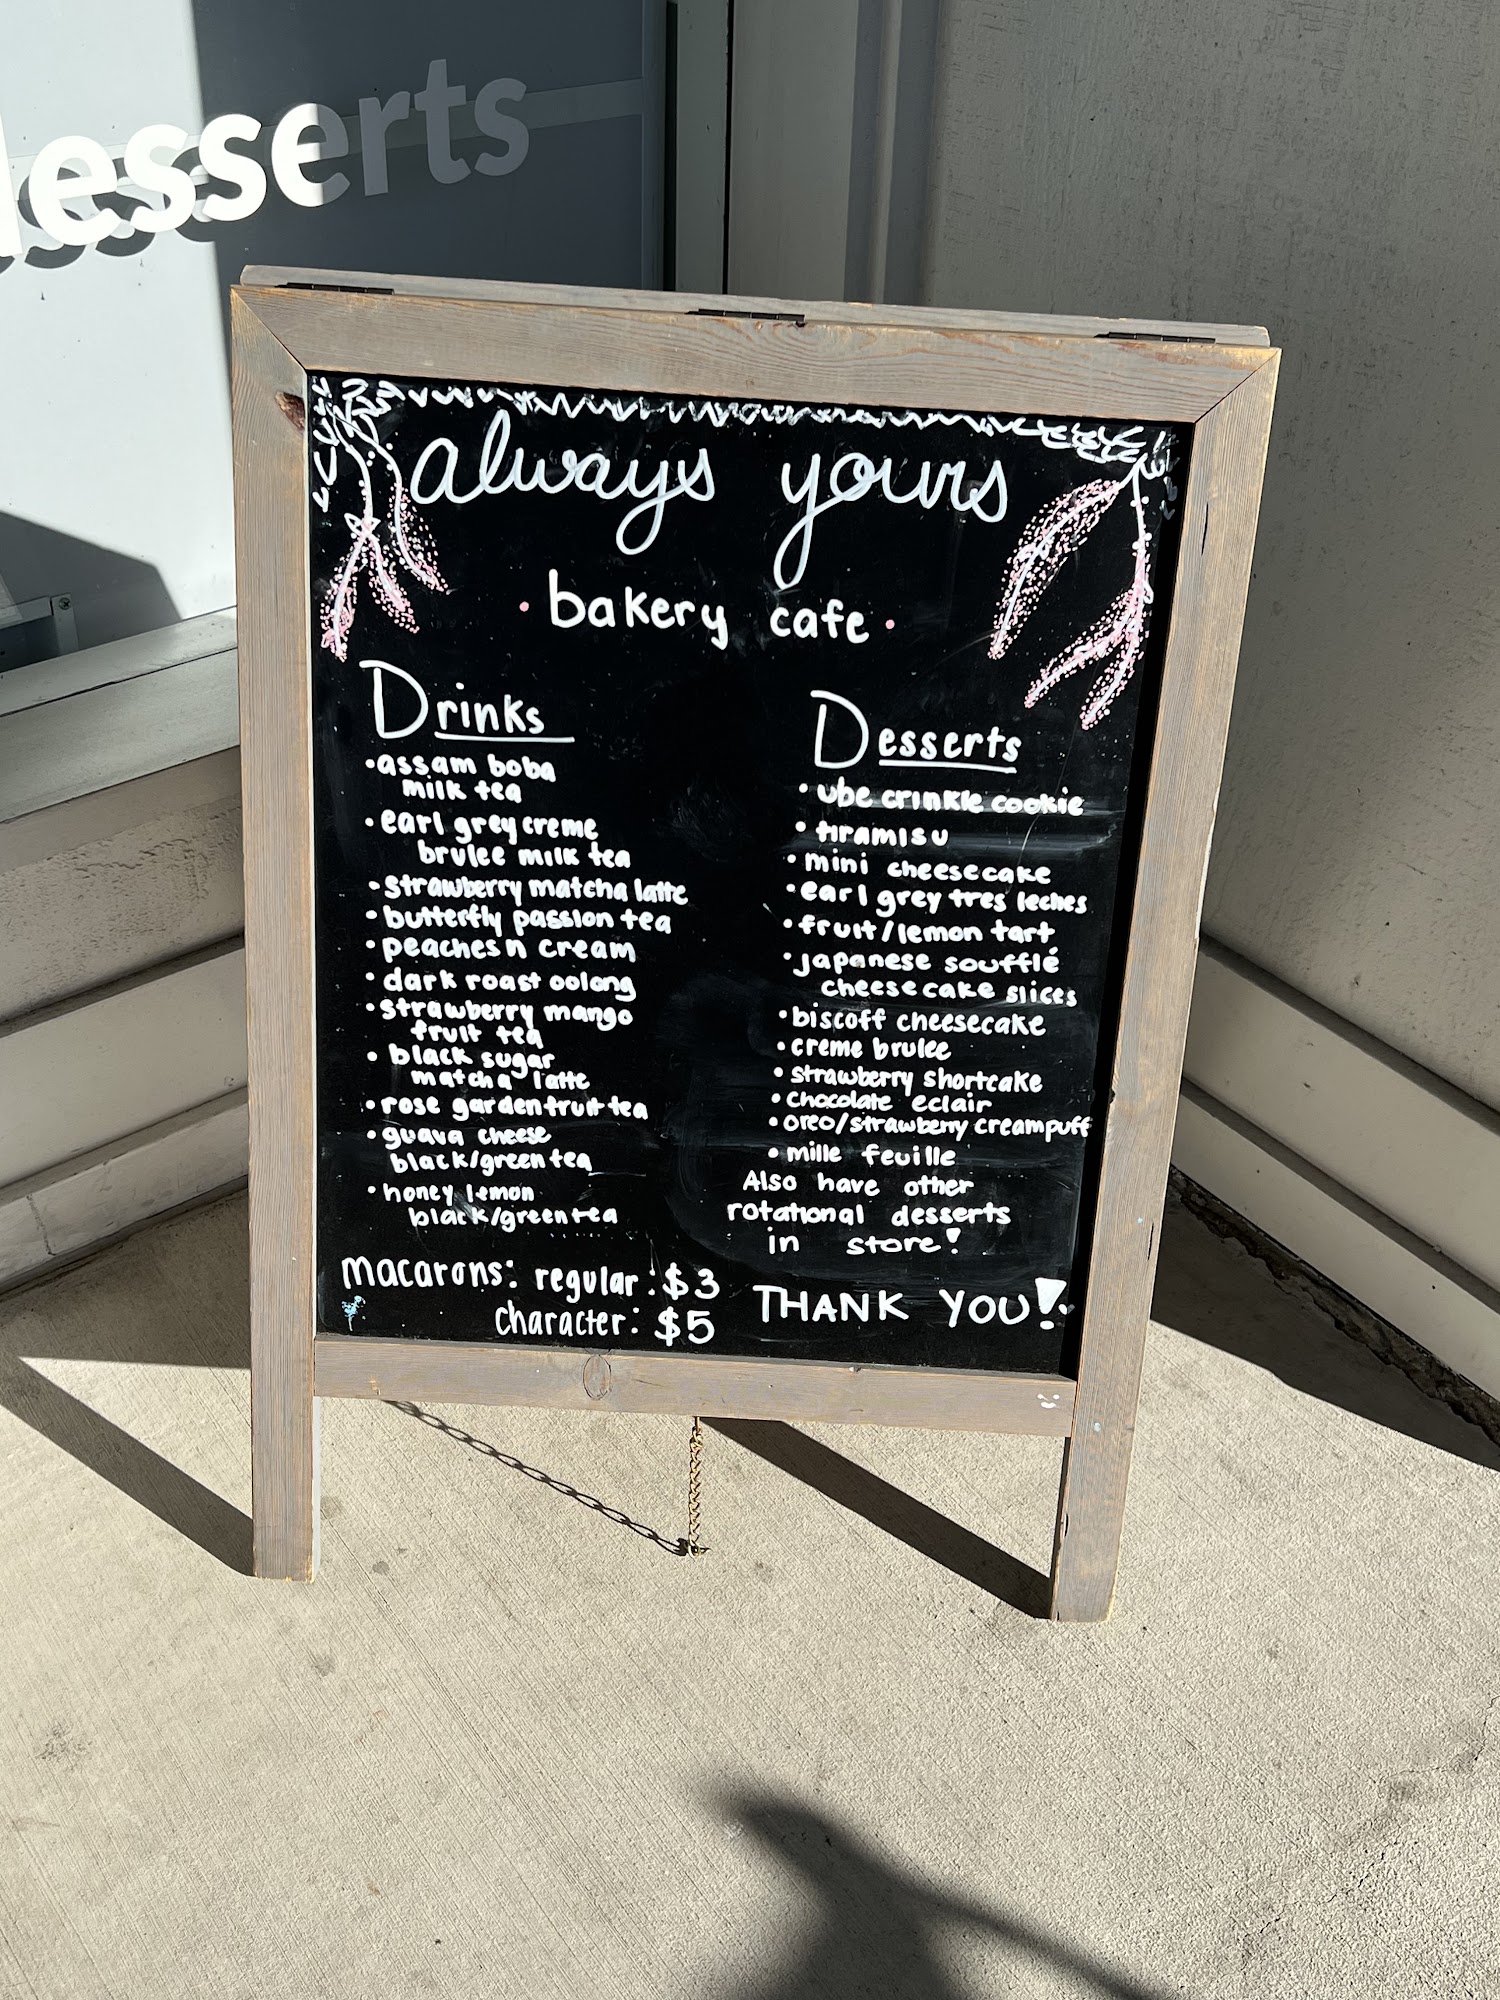 desserts
always yours
• bakery cafe •
Drinks
• assam boba
milk tea
• earl grey creme
brulee milk tea
• strawberry matcha latte
• butterfly passion tea
• peaches n cream
• dark roast oolong
• strawberry mango
fruit tea
• black sugar
matcha latte
• rose garden fruit tea
• guava cheese
black/green tea
• honey lemon
black/green tea
macarons: regular: $3
character: $5
Desserts
• ube crinkle cookie
• tiramisu
• mini cheesecake
• earl grey tres leches
• fruit/lemon tart
• japanese soufflé
cheesecake slices
• biscoff cheesecake
• creme brulee
• strawberry shortcake
• chocolate eclair
• oreo/strawberry creampuff
• mille feuille
Also have other
rotational desserts
in store!
THANK YOU!